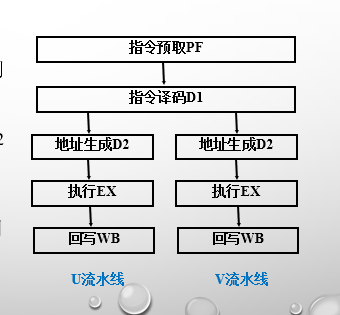 指令预取PF
指令译码D1
地址生成D2 地址生成D2
执行EX 执行EX
回写WB 回写WB
U流水线 V流水线
2